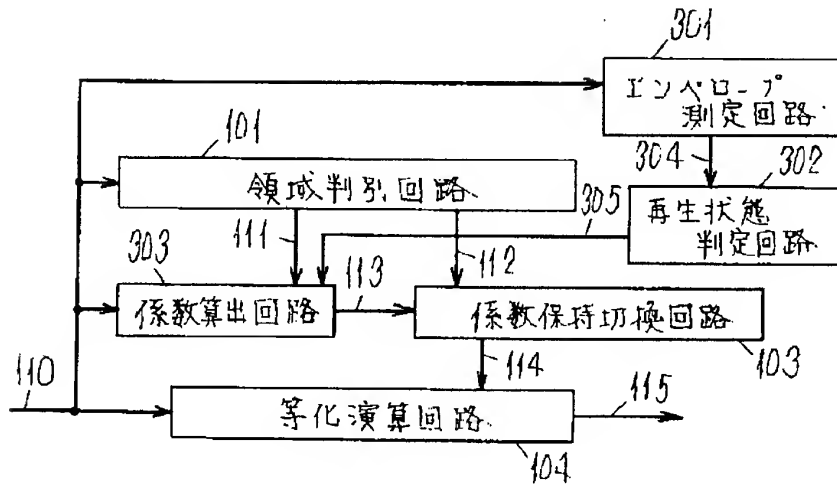 301
エンベロープ
測定回路
101
304
302
領域判別回路
305
再生状態
判定回路
111
112
303
113
係数算出回路
係数保持切換回路
110
114
103
115
等化演算回路
104